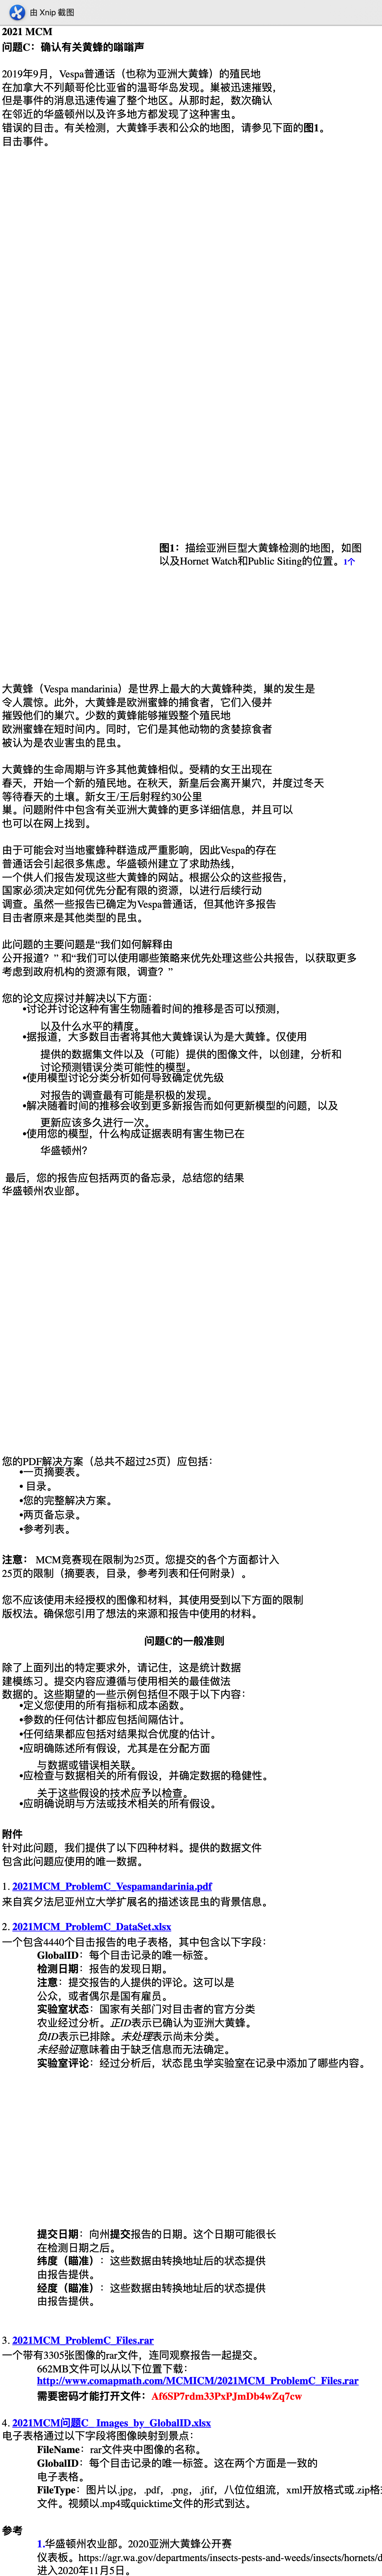 由 Xnip 截图
2021 MCM
问题C：确认有关黄蜂的嗡嗡声
2019年9月，Vespa普通话（也称为亚洲大黄蜂）的殖民地
在加拿大不列颠哥伦比亚省的温哥华岛发现。巢被迅速摧毁，
但是事件的消息迅速传遍了整个地区。从那时起，数次确认
在邻近的华盛顿州以及许多地方都发现了这种害虫。
错误的目击。有关检测，大黄蜂手表和公众的地图，请参见下面的图1。
目击事件。
图1：描绘亚洲巨型大黄蜂检测的地图，如图
以及Hornet Watch和Public Siting的位置。1个
大黄蜂（Vespa mandarinia）是世界上最大的大黄蜂种类，巢的发生是
令人震惊。此外，大黄蜂是欧洲蜜蜂的捕食者，它们入侵并
摧毁他们的巢穴。少数的黄蜂能够摧毁整个殖民地
欧洲蜜蜂在短时间内。同时，它们是其他动物的贪婪掠食者
被认为是农业害虫的昆虫。
大黄蜂的生命周期与许多其他黄蜂相似。受精的女王出现在
春天，开始一个新的殖民地。在秋天，新皇后会离开巢穴，并度过冬天
等待春天的土壤。新女王/王后射程约30公里
巢。问题附件中包含有关亚洲大黄蜂的更多详细信息，并且可以
也可以在网上找到。
由于可能会对当地蜜蜂种群造成严重影响，因此Vespa的存在
普通话会引起很多焦虑。华盛顿州建立了求助热线，
一个供人们报告发现这些大黄蜂的网站。根据公众的这些报告，
国家必须决定如何优先分配有限的资源，以进行后续行动
调查。虽然一些报告已确定为Vespa普通话，但其他许多报告
目击者原来是其他类型的昆虫。
此问题的主要问题是“我们如何解释由
公开报道？” 和“我们可以使用哪些策略来优先处理这些公共报告，以获取更多
考虑到政府机构的资源有限，调查？”
您的论文应探讨并解决以下方面：
•讨论并讨论这种有害生物随着时间的推移是否可以预测，
以及什么水平的精度。
•据报道，大多数目击者将其他大黄蜂误认为是大黄蜂。仅使用
提供的数据集文件以及（可能）提供的图像文件，以创建，分析和
讨论预测错误分类可能性的模型。
•使用模型讨论分类分析如何导致确定优先级
对报告的调查最有可能是积极的发现。
•解决随着时间的推移会收到更多新报告而如何更新模型的问题，以及
更新应该多久进行一次。
•使用您的模型，什么构成证据表明有害生物已在
华盛顿州？
最后，您的报告应包括两页的备忘录，总结您的结果
华盛顿州农业部。
您的PDF解决方案（总共不超过25页）应包括：
•一页摘要表。
• 目录。
•您的完整解决方案。
•两页备忘录。
•参考列表。
注意： MCM竞赛现在限制为25页。您提交的各个方面都计入
25页的限制（摘要表，目录，参考列表和任何附录）。
您不应该使用未经授权的图像和材料，其使用受到以下方面的限制
版权法。确保您引用了想法的来源和报告中使用的材料。
问题C的一般准则
除了上面列出的特定要求外，请记住，这是统计数据
建模练习。提交内容应遵循与使用相关的最佳做法
数据的。这些期望的一些示例包括但不限于以下内容：
•定义您使用的所有指标和成本函数。
•参数的任何估计都应包括间隔估计。
•任何结果都应包括对结果拟合优度的估计。
•应明确陈述所有假设，尤其是在分配方面
与数据或错误相关联。
•应检查与数据相关的所有假设，并确定数据的稳健性。
关于这些假设的技术应予以检查。
•应明确说明与方法或技术相关的所有假设。
附件
针对此问题，我们提供了以下四种材料。提供的数据文件
包含此问题应使用的唯一数据。
1. 2021MCM_ProblemC_Vespamandarinia.pdf
来自宾夕法尼亚州立大学扩展名的描述该昆虫的背景信息。
2. 2021MCM_ProblemC_DataSet.xlsx
一个包含4440个目击报告的电子表格，其中包含以下字段：
GlobalID：每个目击记录的唯一标签。
检测日期：报告的发现日期。
注意：提交报告的人提供的评论。这可以是
公众，或者偶尔是国有雇员。
实验室状态：国家有关部门对目击者的官方分类
农业经过分析。正ID表示已确认为亚洲大黄蜂。
负ID表示已排除。未处理表示尚未分类。
未经验证意味着由于缺乏信息而无法确定。
实验室评论：经过分析后，状态昆虫学实验室在记录中添加了哪些内容。
提交日期：向州提交报告的日期。这个日期可能很长
在检测日期之后。
纬度（瞄准）：这些数据由转换地址后的状态提供
由报告提供。
经度（瞄准）：这些数据由转换地址后的状态提供
由报告提供。
3. 2021MCM_ProblemC_Files.rar
一个带有3305张图像的rar文件，连同观察报告一起提交。
662MB文件可以从以下位置下载：
http://www.comapmath.com/MCMICM/2021MCM_ProblemC_Files.rar
需要密码才能打开文件：Af6SP7rdm33PxPJmDb4wZq7cw
4. 2021MCM问题C_ Images_by_GlobalID.xlsx
电子表格通过以下字段将图像映射到景点：
FileName：rar文件夹中图像的名称。
GlobalID：每个目击记录的唯一标签。这在两个方面是一致的
电子表格。
FileType：图片以.jpg，.pdf，.png，.jfif，八位位组流，xml开放格式或.zip格式
文件。视频以.mp4或quicktime文件的形式到达。
参考
1.华盛顿州农业部。2020亚洲大黄蜂公开赛
仪表板。https://agr.wa.gov/departments/insects-pests-and-weeds/insects/hornets/d
进入2020年11月5日。